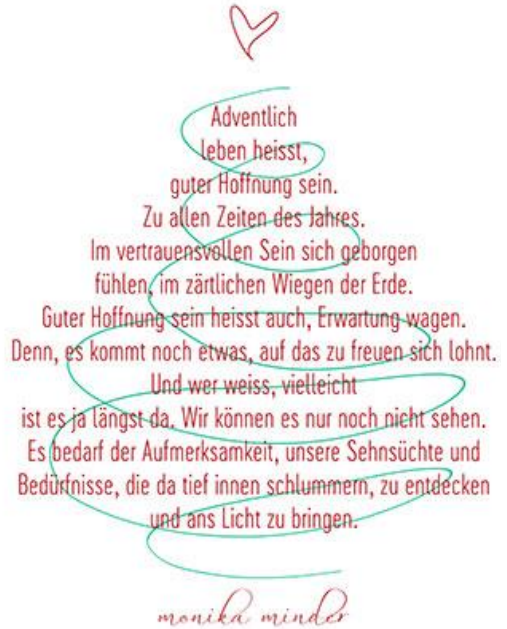 Adventlich
leben heisst,
guter Hoffnung sein.
Zu allen Zeiten des Jahres.
Im vertrauensvollen Sein sich geborgen
fühlen, im zärtlichen Wiegen der Erde.
Guter Hoffnung sein heisst auch, Erwartung wagen.
Denn, es kommt noch etwas, auf das zu freuen sich lohnt.
Und wer weiss, vielleicht
ist es ja längst da. Wir können es nur noch nicht sehen.
Es bedarf der Aufmerksamkeit, unsere Sehnsüchte und
Bedürfnisse, die da tief innen schlummern, zu entdecken
und ans Licht zu bringen.
monika minder